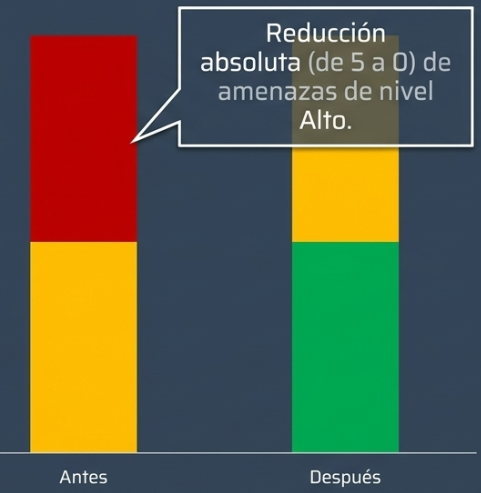 Reducción
absoluta (de 5 a 0) de
amenazas de nivel
Alto.
Antes
Después